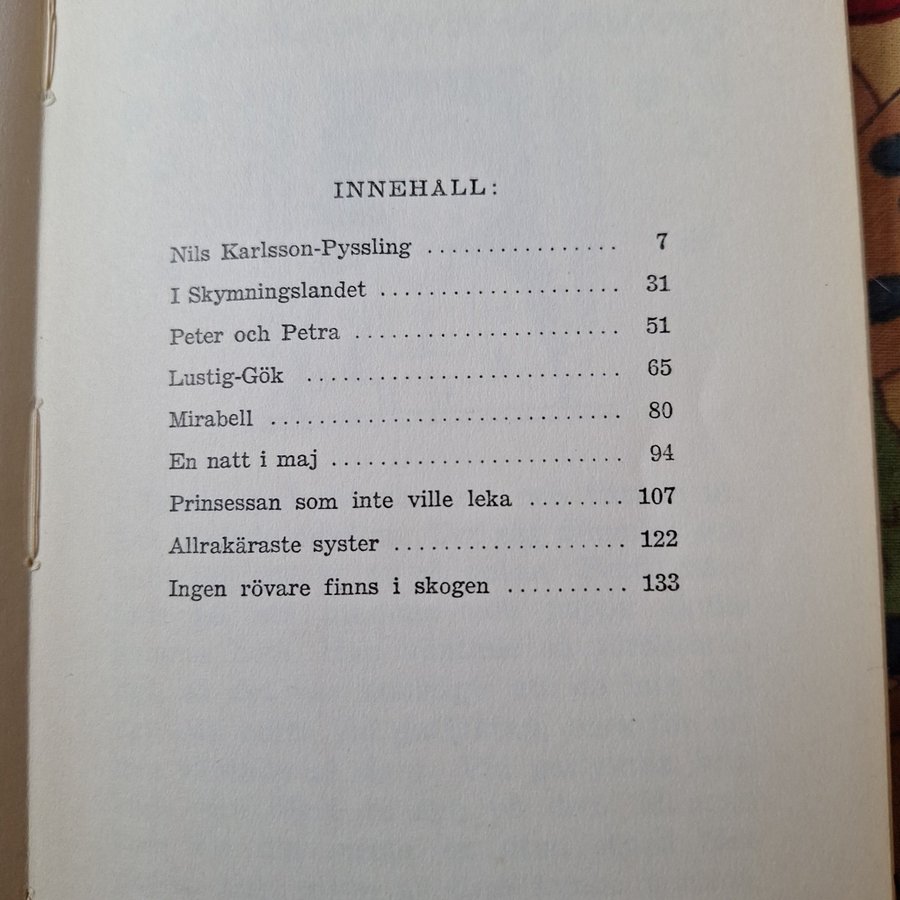 INNEHÅLL:
Nils Karlsson-Pyssling ................ 7
I Skymningslandet .................... 31
Peter och Petra ...................... 51
Lustig-Gök .......................... 65
Mirabell ............................. 80
En natt i maj ........................ 94
Prinsessan som inte ville leka ........ 107
Allrakäraste syster ................... 122
Ingen rövare finns i skogen .......... 133